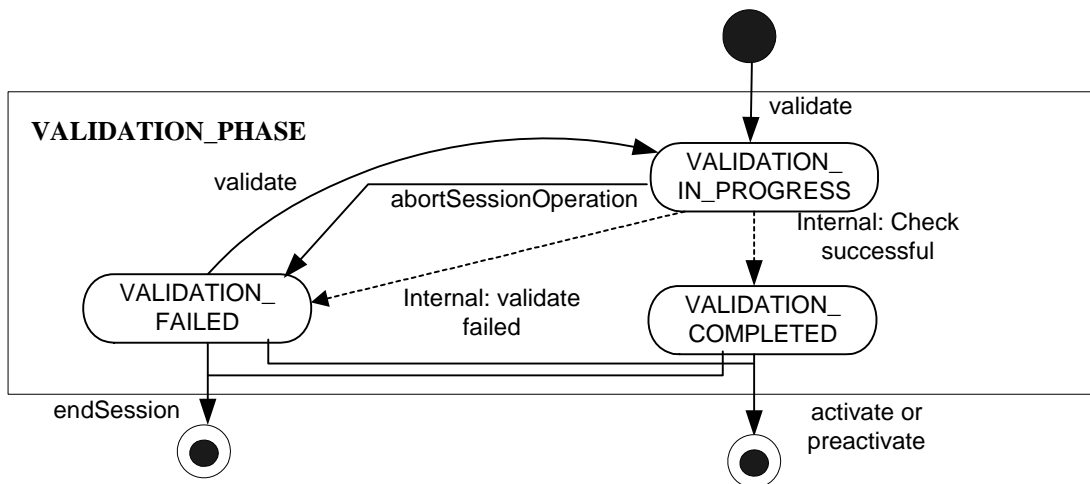 validate
VALIDATION_PHASE
VALIDATION_
IN_PROGRESS
validate
abortSessionOperation
Internal: Check
successful
VALIDATION_
FAILED
Internal: validate
failed
VALIDATION_
COMPLETED
endSession
activate or
preactivate